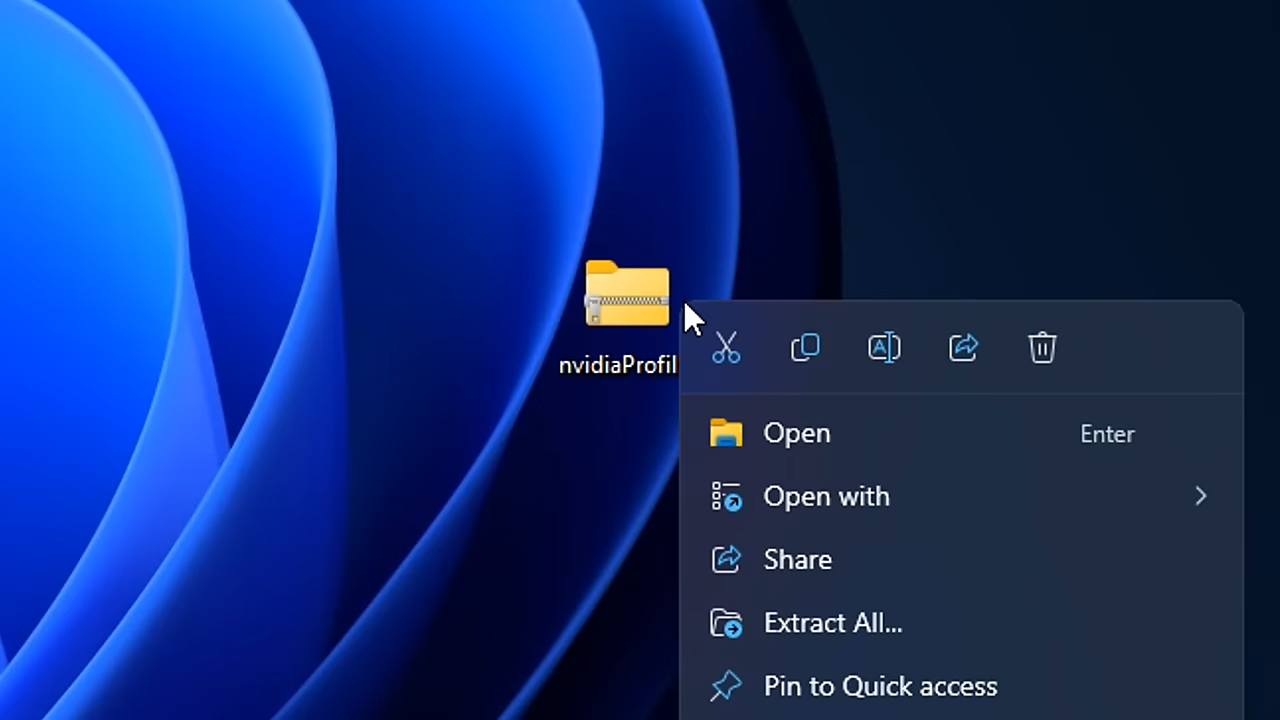 nvidiaProfil
Open Enter
Open with
Share
Extract All...
Pin to Quick access